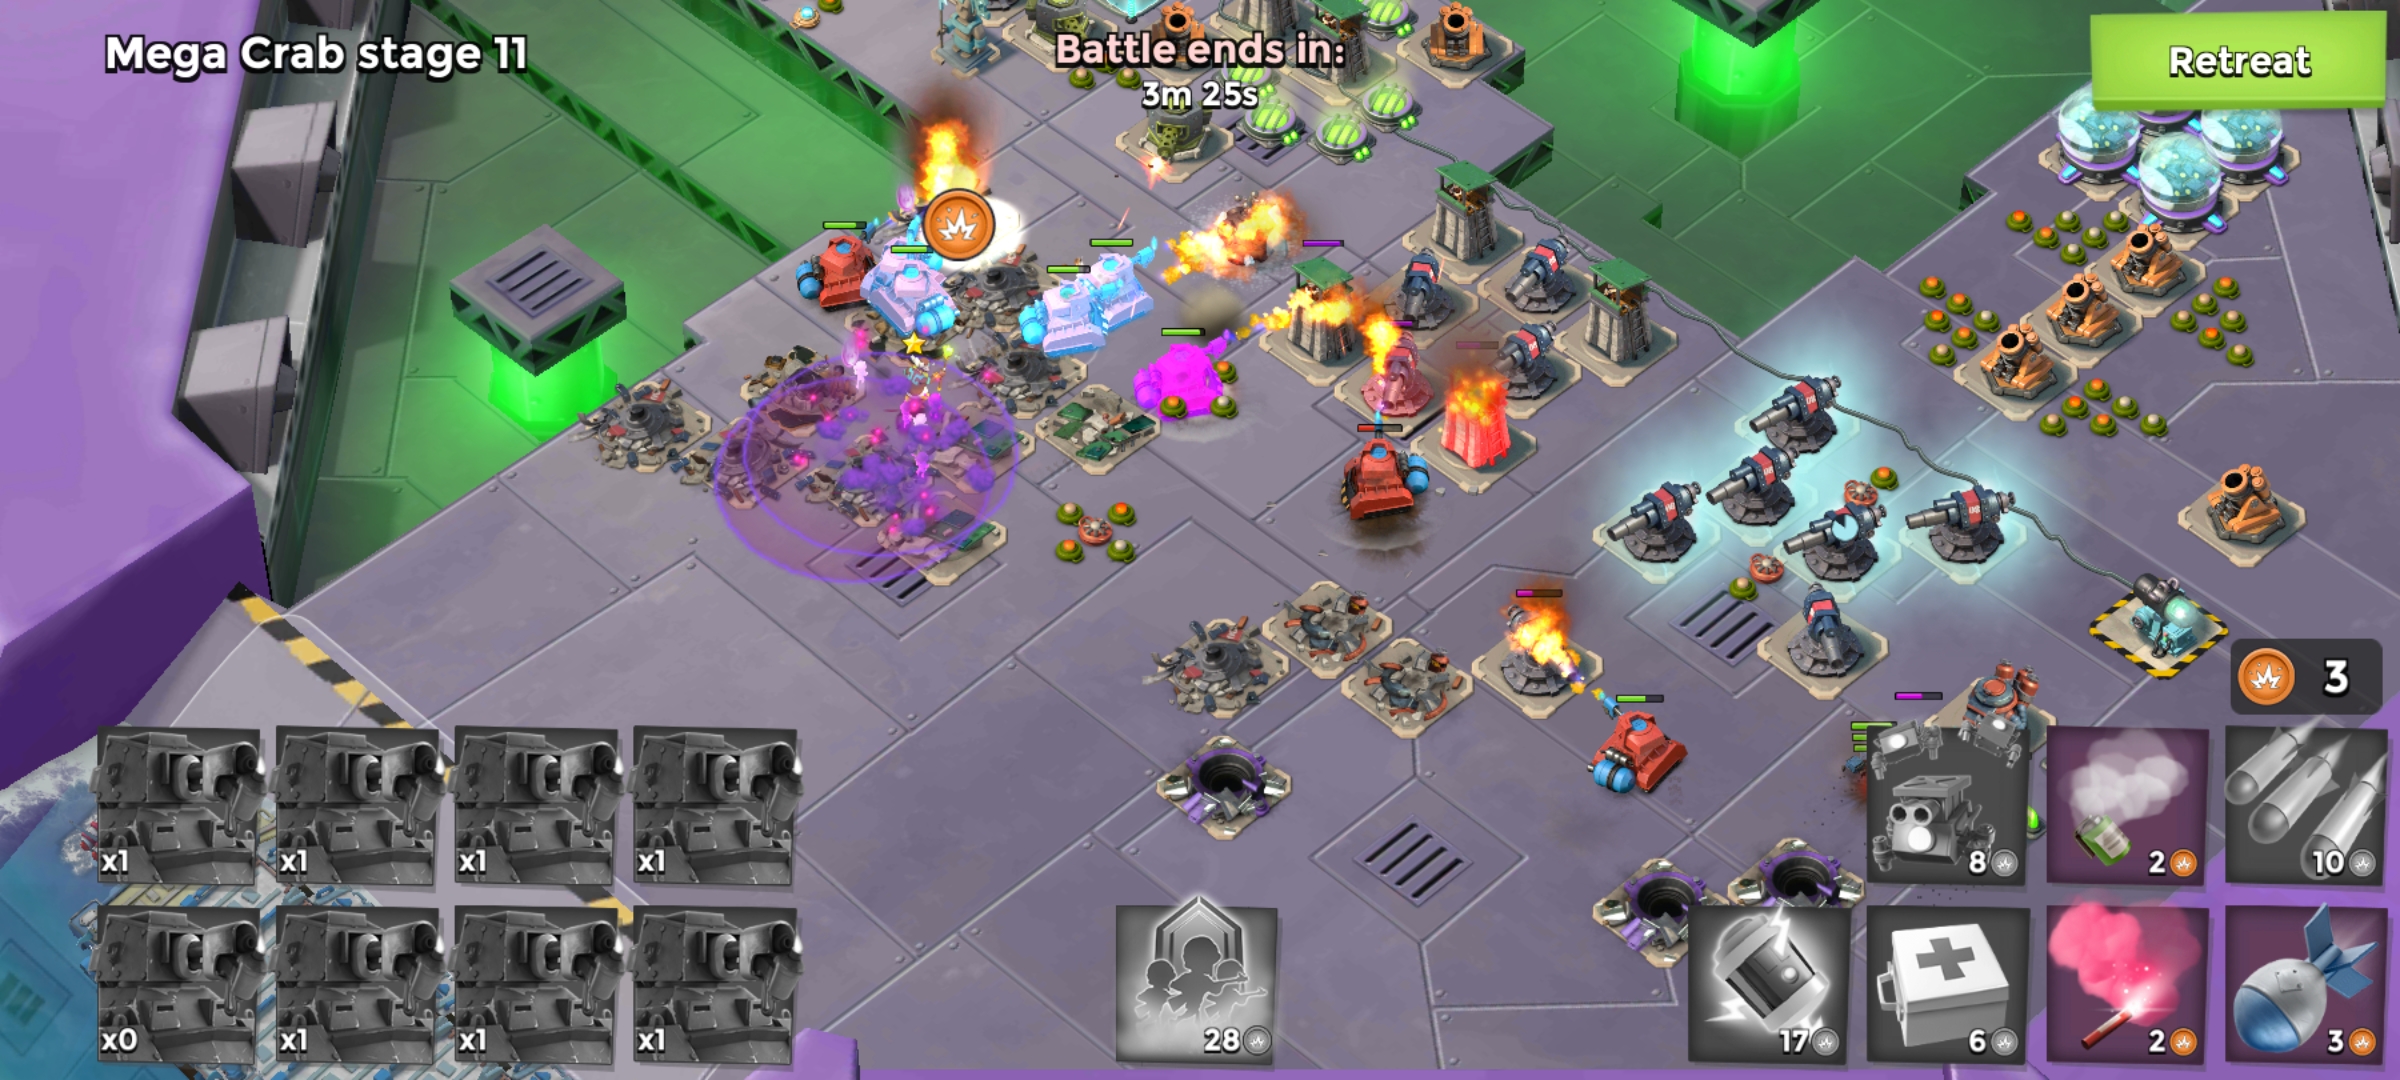 Mega Crab stage 11
Battle ends in:
3m 25s
Retreat
3
x1
x1
x1
x1
8
2
10
x0
x1
x1
x1
28
17
6
2
3